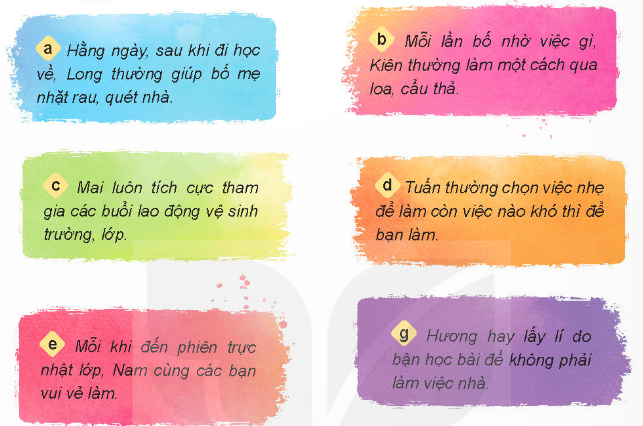 a Hằng ngày, sau khi đi học
về, Long thường giúp bố mẹ
nhặt rau, quét nhà.
b Mỗi lần bố nhờ việc gì,
Kiên thường làm một cách qua
loa, cẩu thả.
c Mai luôn tích cực tham
gia các buổi lao động vệ sinh
trường, lớp.
d Tuấn thường chọn việc nhẹ
để làm còn việc nào khó thì để
bạn làm.
e Mỗi khi đến phiên trực
nhật lớp, Nam cùng các bạn
vui vẻ làm.
g Hương hay lấy lí do
bận học bài để không phải
làm việc nhà.